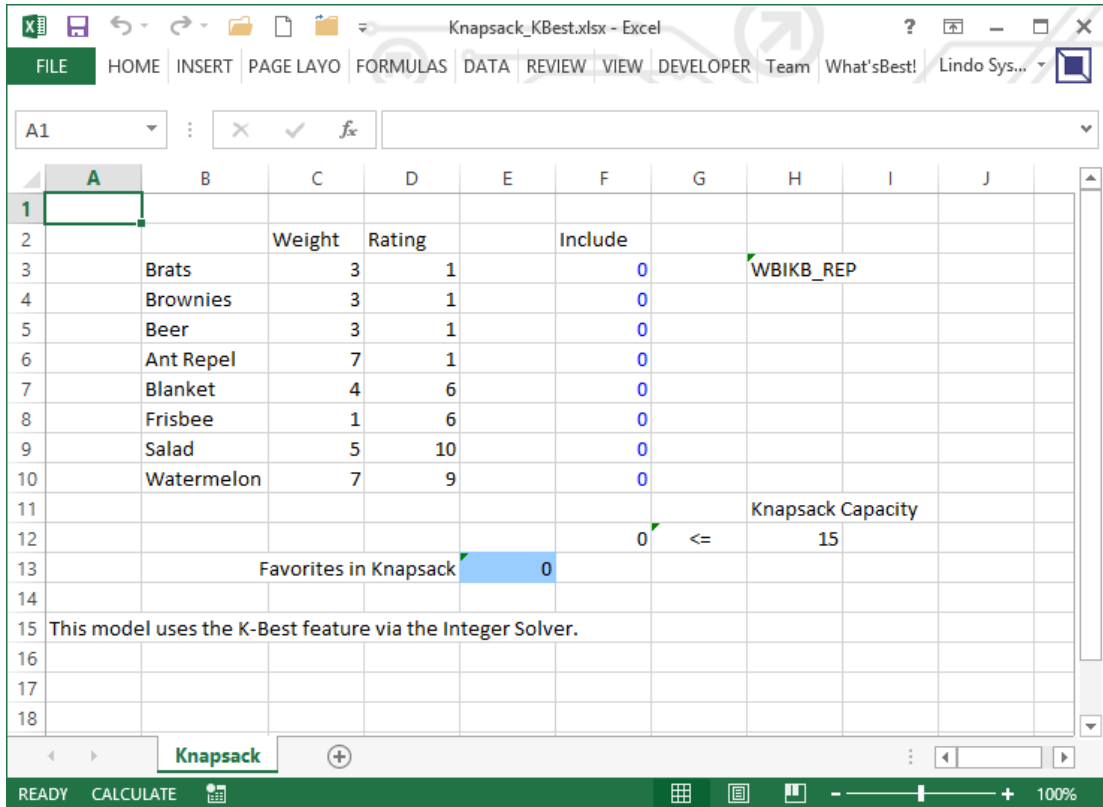 Knapsack_KBest.xlsx - Excel ?
FILE HOME INSERT PAGE LAYO FORMULAS DATA REVIEW VIEW DEVELOPER Team What'sBest! Lindo Sys...
A1 fx
A B C D E F G H I J
1
2 Weight Rating Include
3 Brats 3 1 0 WBIKB_REP
4 Brownies 3 1 0
5 Beer 3 1 0
6 Ant Repel 7 1 0
7 Blanket 4 6 0
8 Frisbee 1 6 0
9 Salad 5 10 0
10 Watermelon 7 9 0
11 Knapsack Capacity
12 0 <= 15
13 Favorites in Knapsack 0
14
15 This model uses the K-Best feature via the Integer Solver.
16
17
18
Knapsack
READY CALCULATE 100%